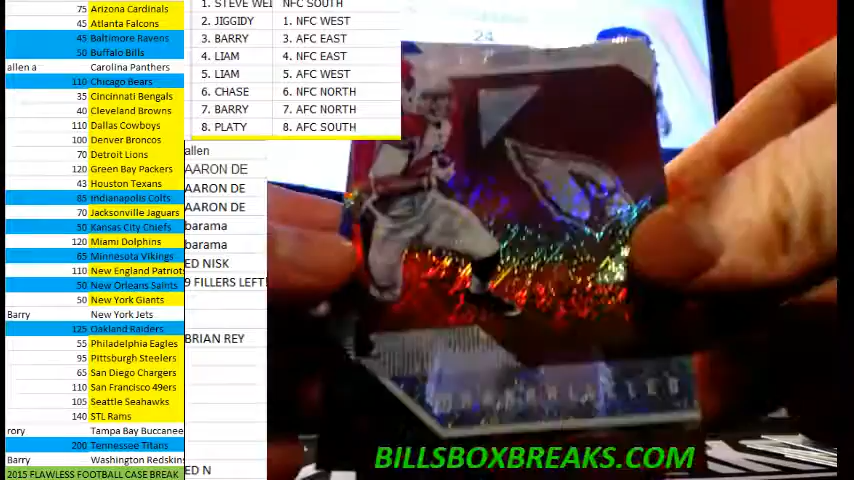 75 Arizona Cardinals
45 Atlanta Falcons
45 Baltimore Ravens
50 Buffalo Bills
allen a Carolina Panthers
110 Chicago Bears
35 Cincinnati Bengals
40 Cleveland Browns
110 Dallas Cowboys
100 Denver Broncos
70 Detroit Lions
120 Green Bay Packers
43 Houston Texans
85 Indianapolis Colts
70 Jacksonville Jaguars
50 Kansas City Chiefs
120 Miami Dolphins
65 Minnesota Vikings
110 New England Patriots
50 New Orleans Saints
50 New York Giants
Barry New York Jets
125 Oakland Raiders
55 Philadelphia Eagles
95 Pittsburgh Steelers
65 San Diego Chargers
110 San Francisco 49ers
105 Seattle Seahawks
140 STL Rams
rory Tampa Bay Buccanee
200 Tennessee Titans
Barry Washington Redskin
2015 FLAWLESS FOOTBALL CASE BREAK
1. STEVE WEI NFC SOUTH
2. JIGGIDY 1. NFC WEST
3. BARRY 3. AFC EAST
4. LIAM 4. NFC EAST
5. LIAM 5. AFC WEST
6. CHASE 6. NFC NORTH
7. BARRY 7. AFC NORTH
8. PLATY 8. AFC SOUTH
allen
AARON DE
AARON DE
AARON DE
barama
barama
ED NISK
9 FILLERS LEFT!
BRIAN REY
ED N
24
BILLSBOXBREAKS.COM